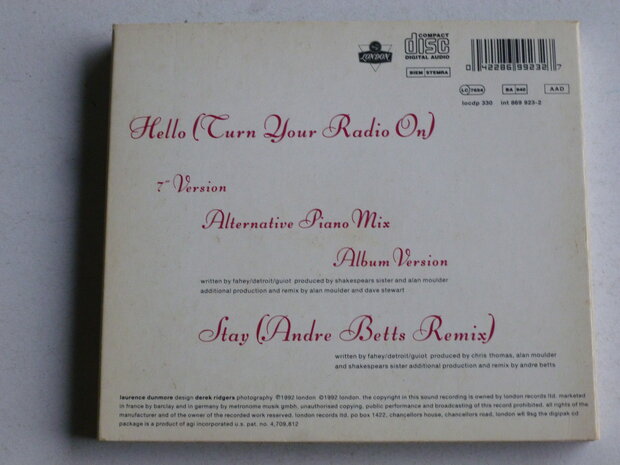 LONDON
COMPACT
disc
DIGITAL AUDIO
BIEM STEMRA
0 42286 99232 7
LC 7654 BA 940 AAD
locdp 330 int 869 923-2
Hello (Turn Your Radio On)
7" Version
Alternative Piano Mix
Album Version
written by fahey/detroit/guiot produced by shakespears sister and alan moulder
additional production and remix by alan moulder and dave stewart
Stay (Andre Betts Remix)
written by fahey/detroit/guiot produced by chris thomas, alan moulder
and shakespears sister additional production and remix by andre betts
laurence dunmore design derek ridgers photography ℗1992 london ©1992 london. the copyright in this sound recording is owned by london records ltd. marketed
in france by barclay and in germany by metronome musik gmbh. unauthorised copying, public performance and broadcasting of this record prohibited. all rights of the
manufacturer and of the owner of the recorded work reserved. london records ltd. po box 1422, chancellors house, chancellors road, london w6 9sg the digipak cd
package is a product of agi incorporated u.s. pat. no. 4,709,812